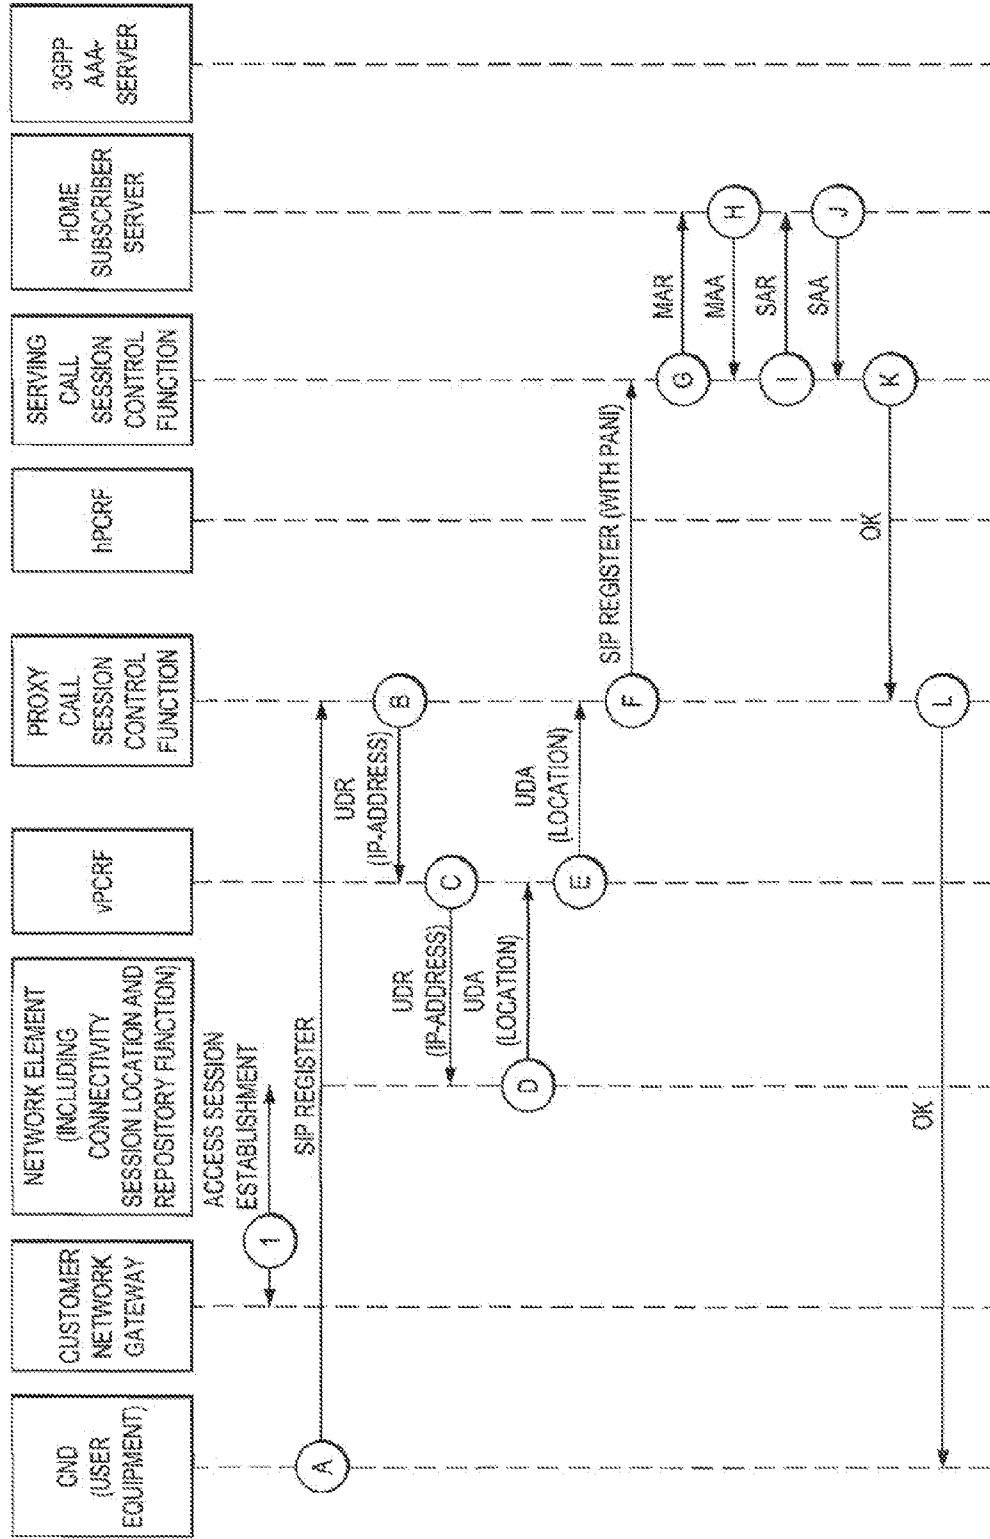 CND
(USER
EQUIPMENT)
CUSTOMER
NETWORK
GATEWAY
NETWORK ELEMENT
(INCLUDING
CONNECTIVITY
SESSION LOCATION AND
REPOSITORY FUNCTION)
vPCRF
PROXY
CALL
SESSION
CONTROL
FUNCTION
hPCRF
SERVING
CALL
SESSION
CONTROL
FUNCTION
HOME
SUBSCRIBER
SERVER
3GPP
AAA-
SERVER
ACCESS SESSION
ESTABLISHMENT
1
A
SIP REGISTER
B
UDR
(IP-ADDRESS)
C
UDR
(IP-ADDRESS)
D
UDA
(LOCATION)
E
UDA
(LOCATION)
F
SIP REGISTER (WITH PANI)
G
MAR
H
MAA
I
SAR
J
SAA
K
OK
L
OK